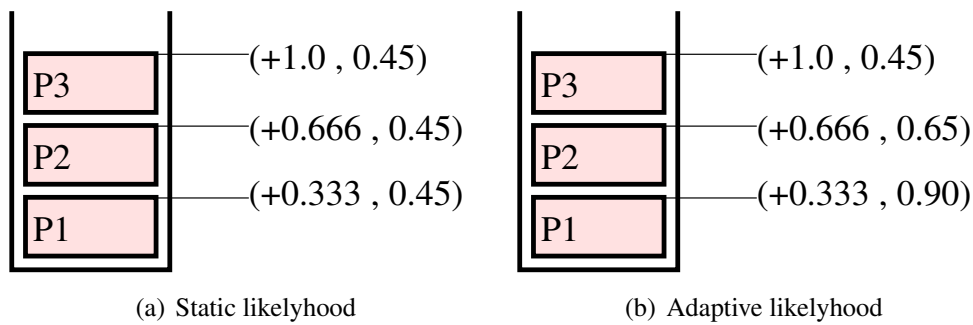 P3 (+1.0 , 0.45)
P2 (+0.666 , 0.45)
P1 (+0.333 , 0.45)
(a) Static likelyhood
P3 (+1.0 , 0.45)
P2 (+0.666 , 0.65)
P1 (+0.333 , 0.90)
(b) Adaptive likelyhood